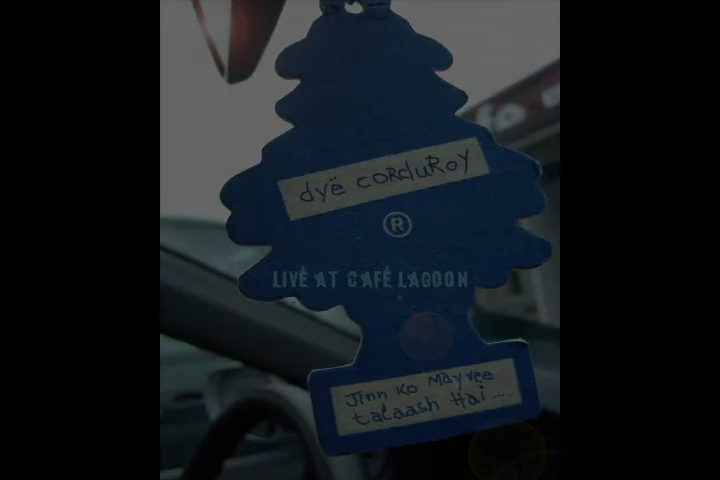 dyë CORduRoy
®
LIVE AT CAFÉ LAGOON
Jinn Ko Mayree
talaash Hai ....